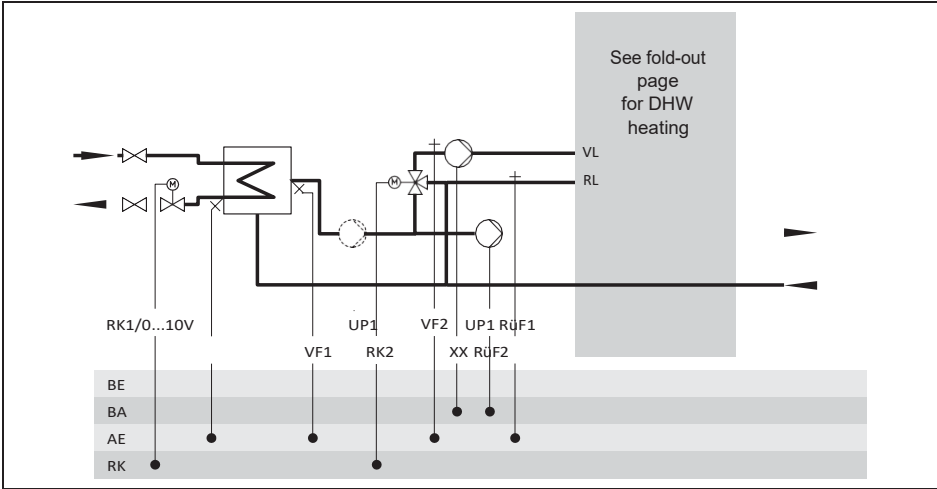 See fold-out
page
for DHW
heating
VL
M
M
RL
RK1/0...10V
UP1
VF2
UP1 RüF1
VF1
RK2
XX RüF2
BE
BA
AE
RK